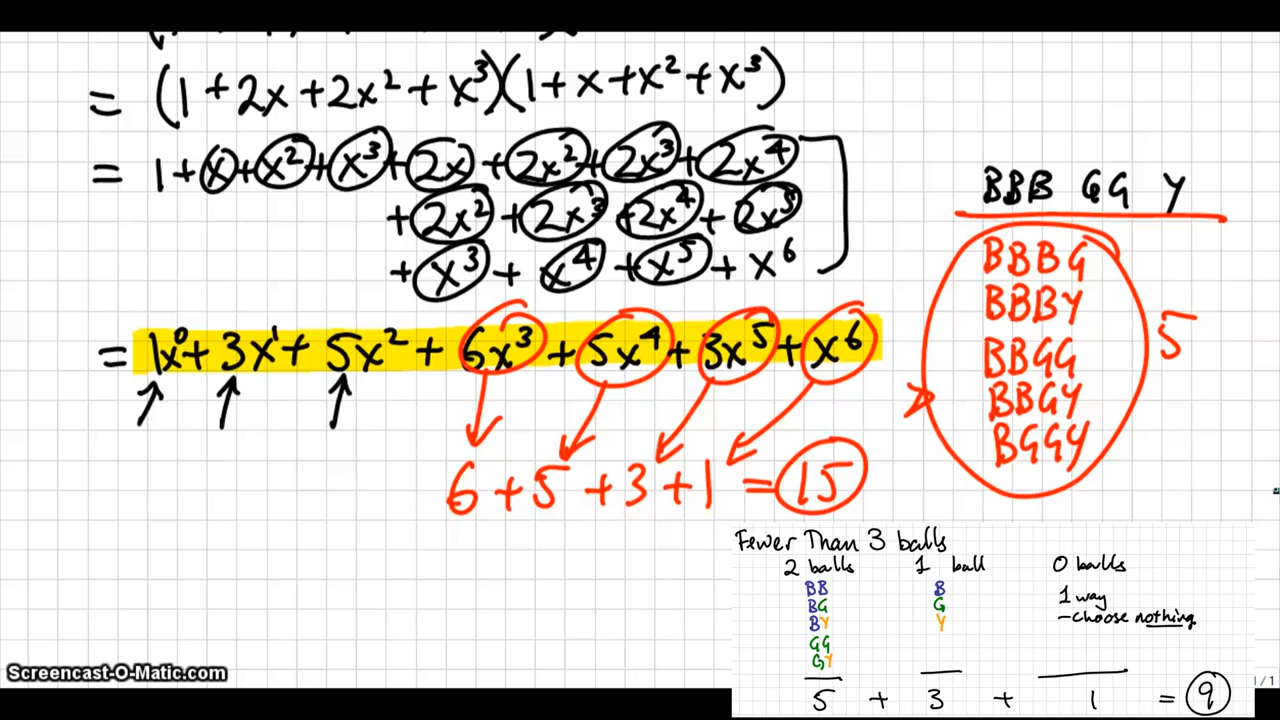 = (1+2x+2x²+x³)(1+x+x²+x³)
= 1+x+x²+x³+2x+2x²+2x³+2x⁴
+2x²+2x³+2x⁴+2x⁵
+x³+x⁴+x⁵+x⁶
= 1x⁰+3x¹+5x²+6x³+5x⁴+3x⁵+x⁶
6+5+3+1=15
BBB GG Y
BBBG
BBBY
BBGG
BBGY
BGGY
5
Fewer Than 3 balls
2 balls 1 ball 0 balls
BB B 1 way
BG G -choose nothing
BY Y
GG
GY
5 + 3 + 1 = 9
Screencast-O-Matic.com
1/1